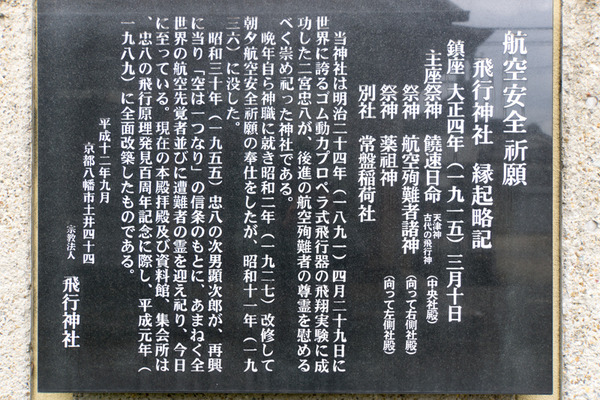 航空安全祈願
飛行神社 縁起略記
鎮座 大正四年(一九一五)三月十日
主座祭神 饒速日命 天津神 古代の飛行神 (中央社殿)
祭神 航空殉難者諸神 (向って右側社殿)
祭神 薬祖神 (向って左側社殿)
別社 常盤稲荷社
当神社は明治二十四年(一八九一)四月二十九日に
世界に誇るゴム動力プロペラ式飛行器の飛翔実験に成
功した二宮忠八が、後進の航空殉難者の尊霊を慰める
べく崇め祀った神社である。
晩年自ら神職に就き昭和二年(一九二七)改修して
朝夕航空安全祈願の奉仕をしたが、昭和十一年(一九
三六)に没した。
昭和三十年(一九五五)忠八の次男顕次郎が、再興
に当り「空は一つなり」の信条のもとに、あまねく全
世界の航空先覚者並びに遭難者の霊を迎え祀り、今日
に至っている。現在の本殿拝殿及び資料館、集会所は
、忠八の飛行原理発見百周年記念に際し、平成元年(
一九八九)に全面改築したものである。
平成十二年九月
京都八幡市土井四十四
宗教法人 飛行神社